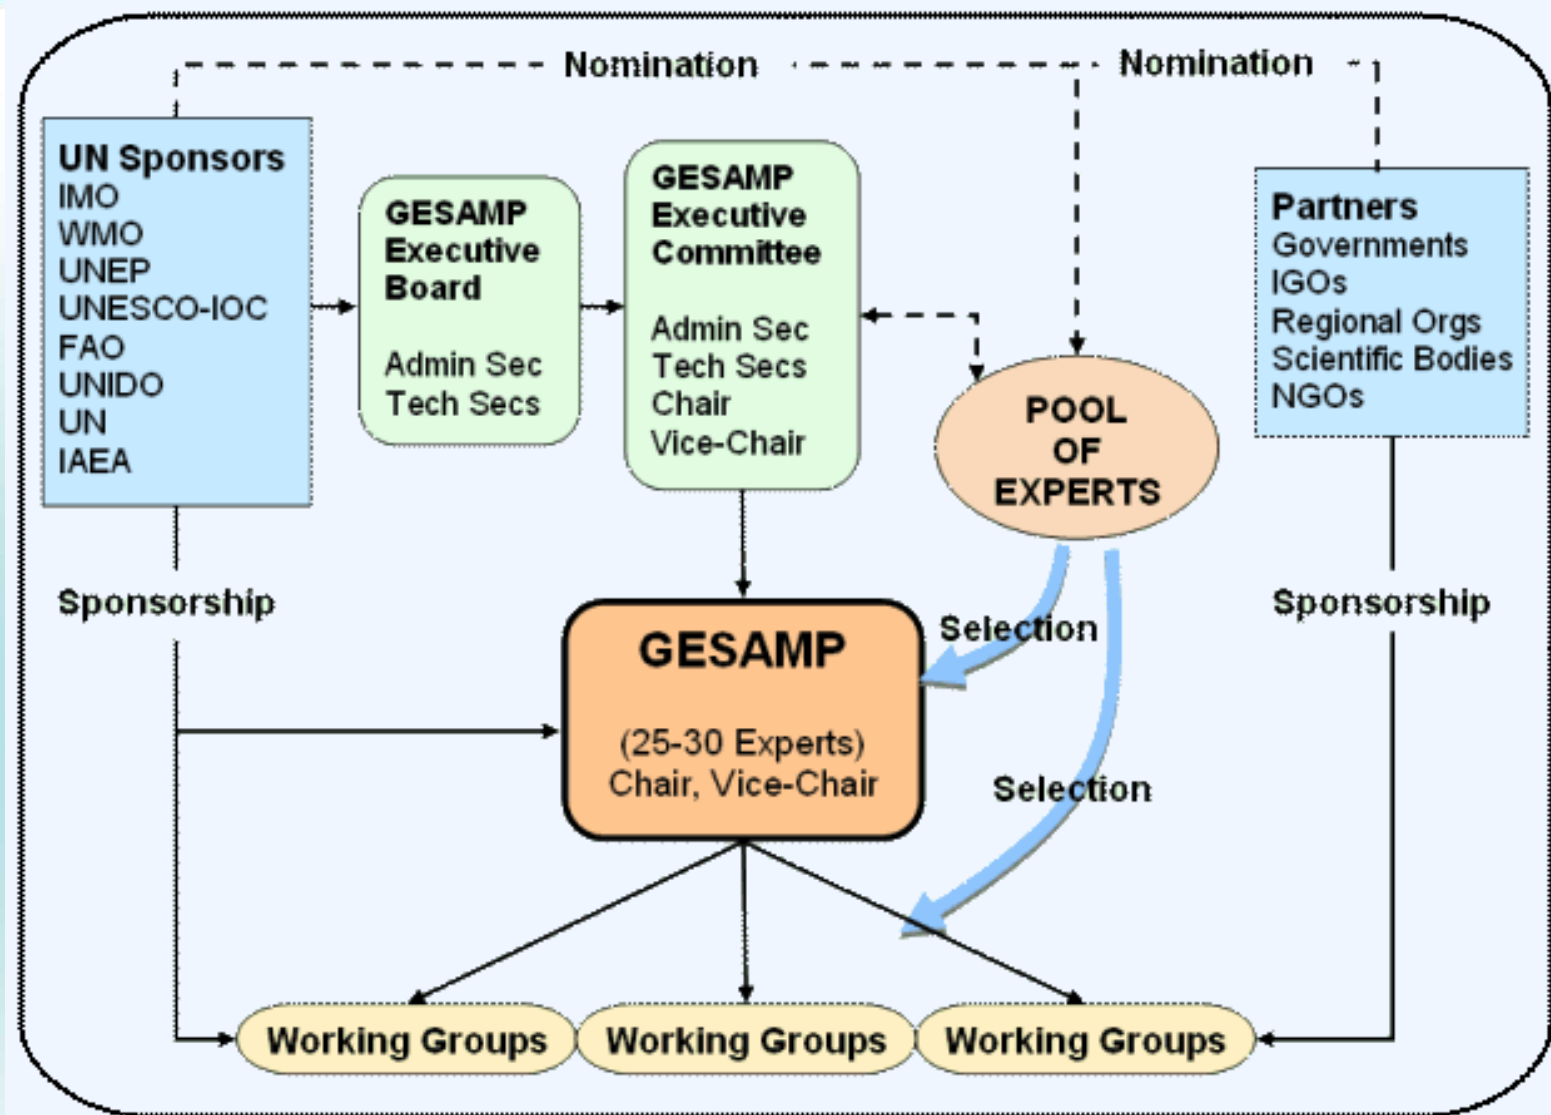 Nomination
Nomination
UN Sponsors
IMO
WMO
UNEP
UNESCO-IOC
FAO
UNIDO
UN
IAEA
GESAMP
Executive
Board
Admin Sec
Tech Secs
GESAMP
Executive
Committee
Admin Sec
Tech Secs
Chair
Vice-Chair
POOL
OF
EXPERTS
Partners
Governments
IGOs
Regional Orgs
Scientific Bodies
NGOs
Sponsorship
GESAMP
(25-30 Experts)
Chair, Vice-Chair
Selection
Selection
Sponsorship
Working Groups
Working Groups
Working Groups